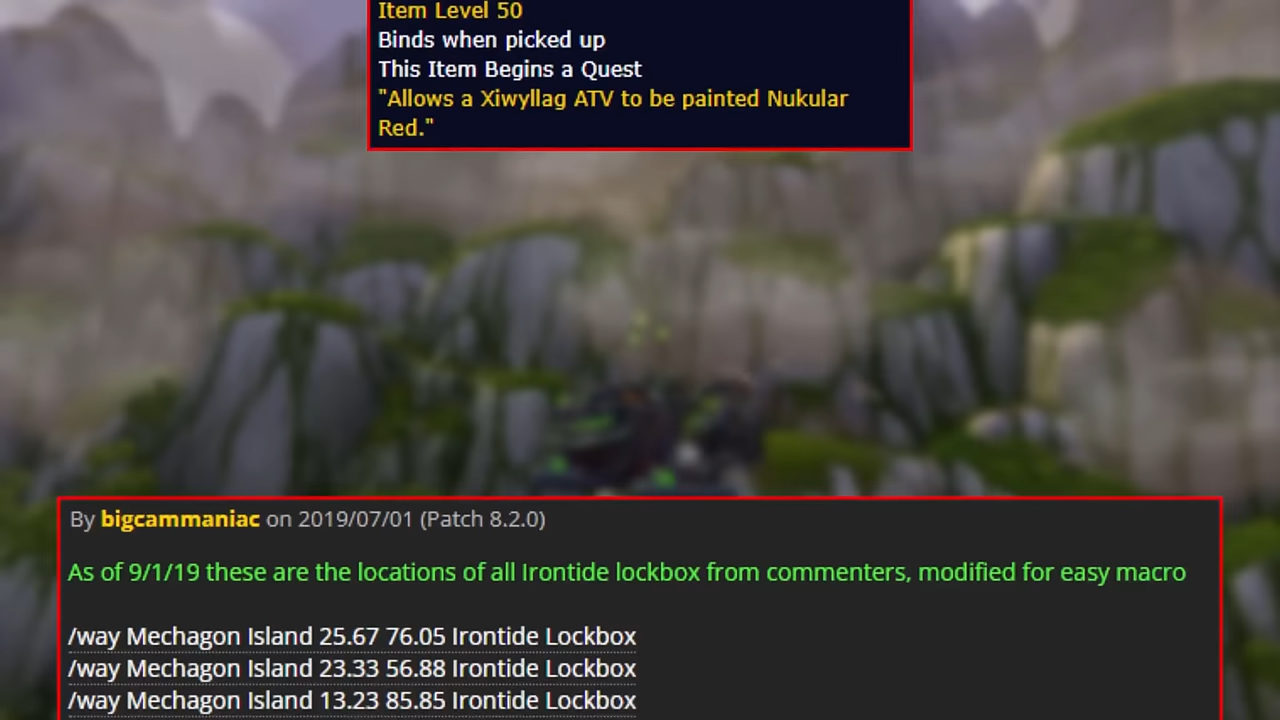 Item Level 50
Binds when picked up
This Item Begins a Quest
"Allows a Xiwyllag ATV to be painted Nukular
Red."
By bigcammaniac on 2019/07/01 (Patch 8.2.0)
As of 9/1/19 these are the locations of all Irontide lockbox from commenters, modified for easy macro
/way Mechagon Island 25.67 76.05 Irontide Lockbox
/way Mechagon Island 23.33 56.88 Irontide Lockbox
/way Mechagon Island 13.23 85.85 Irontide Lockbox